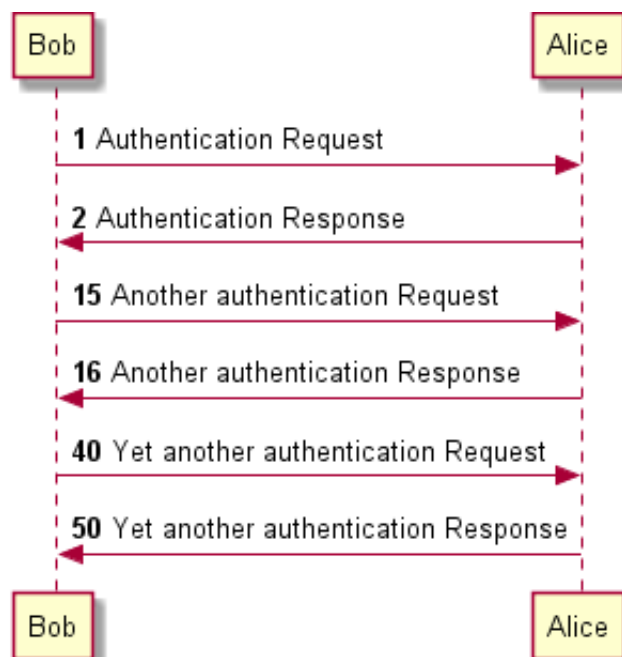 Bob Alice
1 Authentication Request
2 Authentication Response
15 Another authentication Request
16 Another authentication Response
40 Yet another authentication Request
50 Yet another authentication Response
Bob Alice